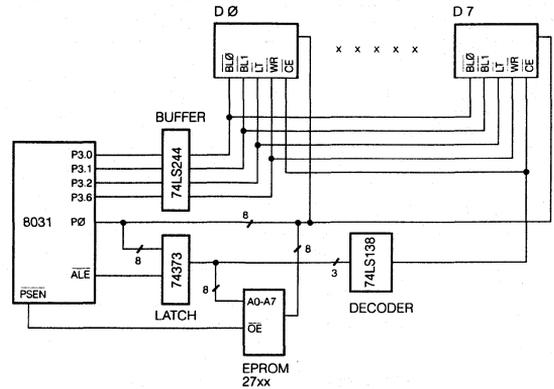 D Ø
D 7
BLØ BL1 LT WR CE
x x x x x
BLØ BL1 LT WR CE
BUFFER
74LS244
8031
P3.0
P3.1
P3.2
P3.6
PØ
ALE
PSEN
8
8
8
8
3
74373
LATCH
A0-A7
OE
EPROM
27xx
74LS138
DECODER